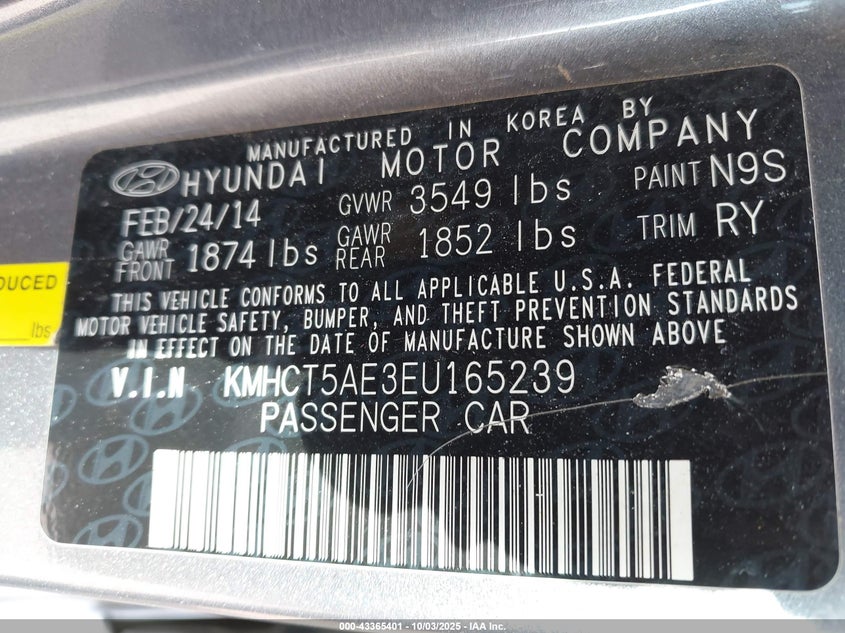 MANUFACTURED IN KOREA BY
HYUNDAI MOTOR COMPANY
FEB/24/14 GVWR 3549 lbs PAINT N9S
GAWR FRONT 1874 lbs GAWR REAR 1852 lbs TRIM RY
THIS VEHICLE CONFORMS TO ALL APPLICABLE U.S.A. FEDERAL
MOTOR VEHICLE SAFETY, BUMPER, AND THEFT PREVENTION STANDARDS
IN EFFECT ON THE DATE OF MANUFACTURE SHOWN ABOVE
V.I.N KMHCT5AE3EU165239
PASSENGER CAR
DUCED
lbs
000-43365401 - 10/03/2025 - IAA Inc.